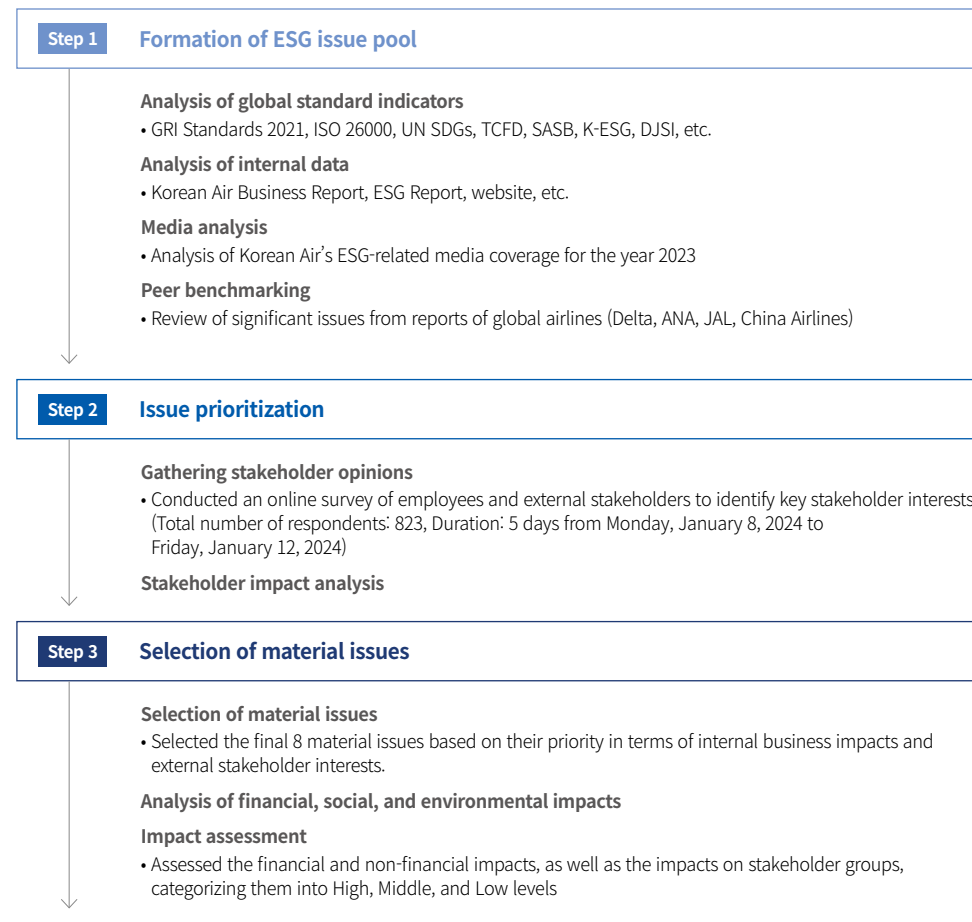 Step 1 Formation of ESG issue pool
Analysis of global standard indicators
• GRI Standards 2021, ISO 26000, UN SDGs, TCFD, SASB, K-ESG, DJSI, etc.
Analysis of internal data
• Korean Air Business Report, ESG Report, website, etc.
Media analysis
• Analysis of Korean Air's ESG-related media coverage for the year 2023
Peer benchmarking
• Review of significant issues from reports of global airlines (Delta, ANA, JAL, China Airlines)
Step 2 Issue prioritization
Gathering stakeholder opinions
• Conducted an online survey of employees and external stakeholders to identify key stakeholder interests
(Total number of respondents: 823, Duration: 5 days from Monday, January 8, 2024 to
Friday, January 12, 2024)
Stakeholder impact analysis
Step 3 Selection of material issues
Selection of material issues
• Selected the final 8 material issues based on their priority in terms of internal business impacts and
external stakeholder interests.
Analysis of financial, social, and environmental impacts
Impact assessment
• Assessed the financial and non-financial impacts, as well as the impacts on stakeholder groups,
categorizing them into High, Middle, and Low levels